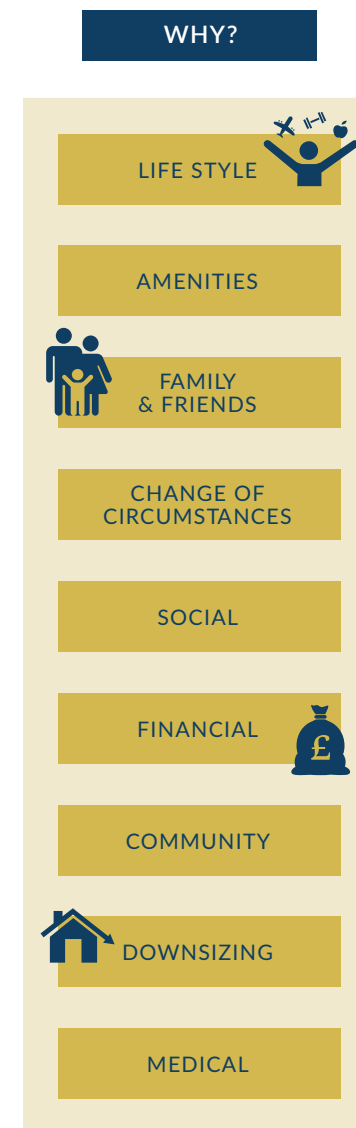 WHY?
LIFE STYLE
AMENITIES
FAMILY
& FRIENDS
CHANGE OF
CIRCUMSTANCES
SOCIAL
FINANCIAL
£
COMMUNITY
DOWNSIZING
MEDICAL